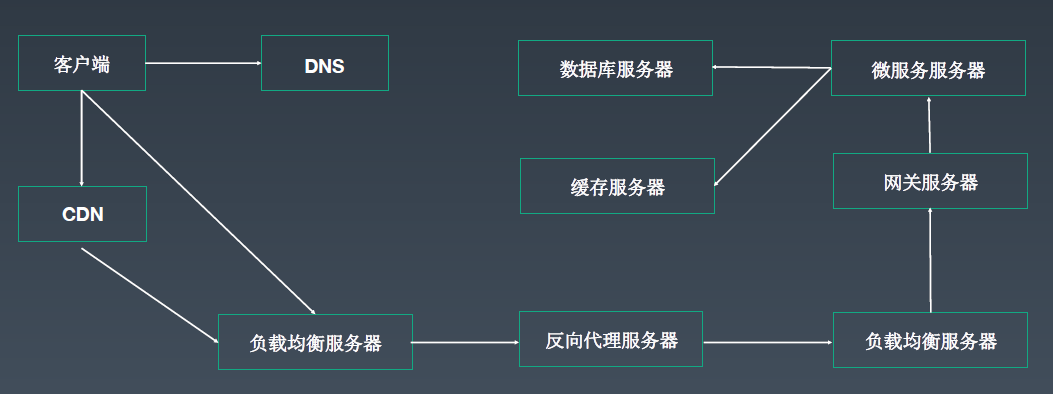 客户端
DNS
数据库服务器
微服务服务器
CDN
缓存服务器
网关服务器
负载均衡服务器
反向代理服务器
负载均衡服务器